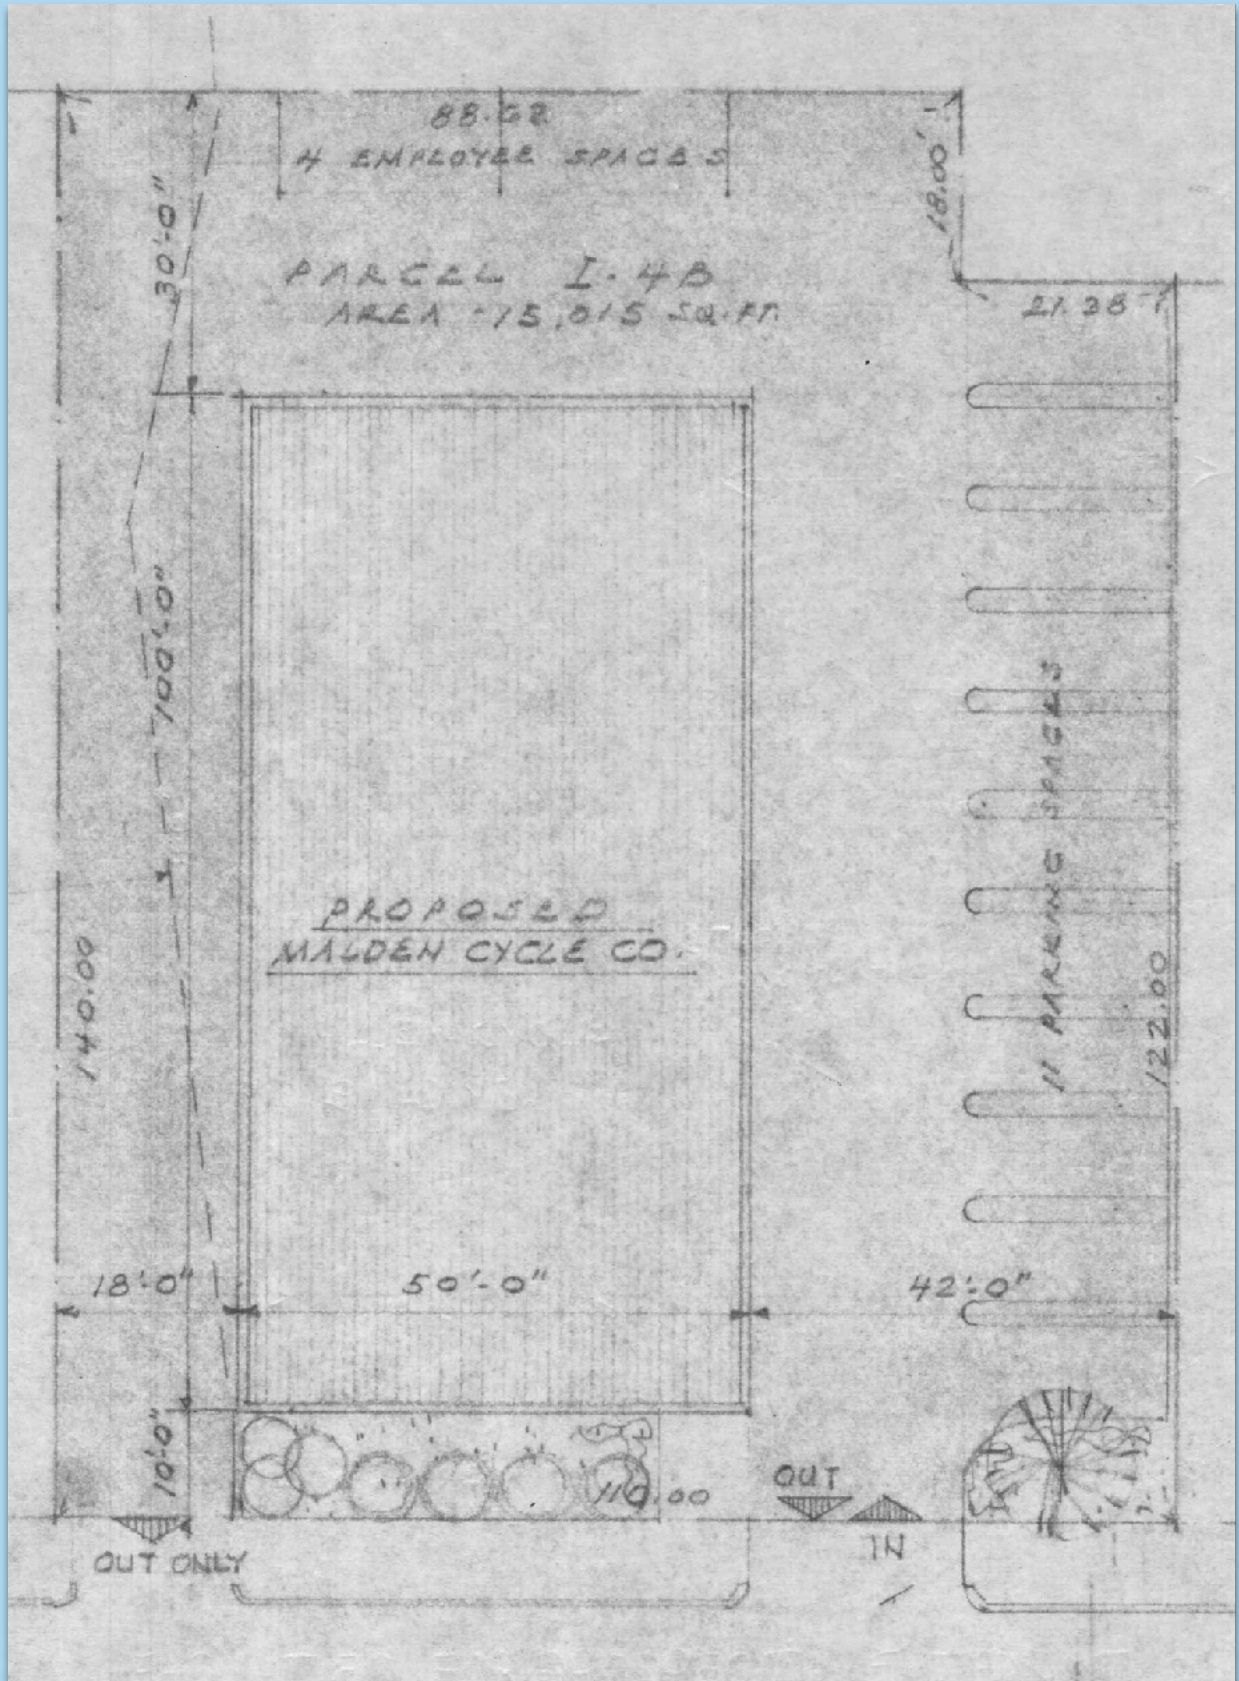 88.62
4 EMPLOYEE SPACES
18.00'
30'-0"
PARCEL I-4B
AREA - 15,015 SQ. FT.
21.38
100'-0"
11 PARKING SPACES
PROPOSED
MALDEN CYCLE CO.
140.00
122.00
18'-0"
50'-0"
42'-0"
10'-0"
110.00
OUT
IN
OUT ONLY